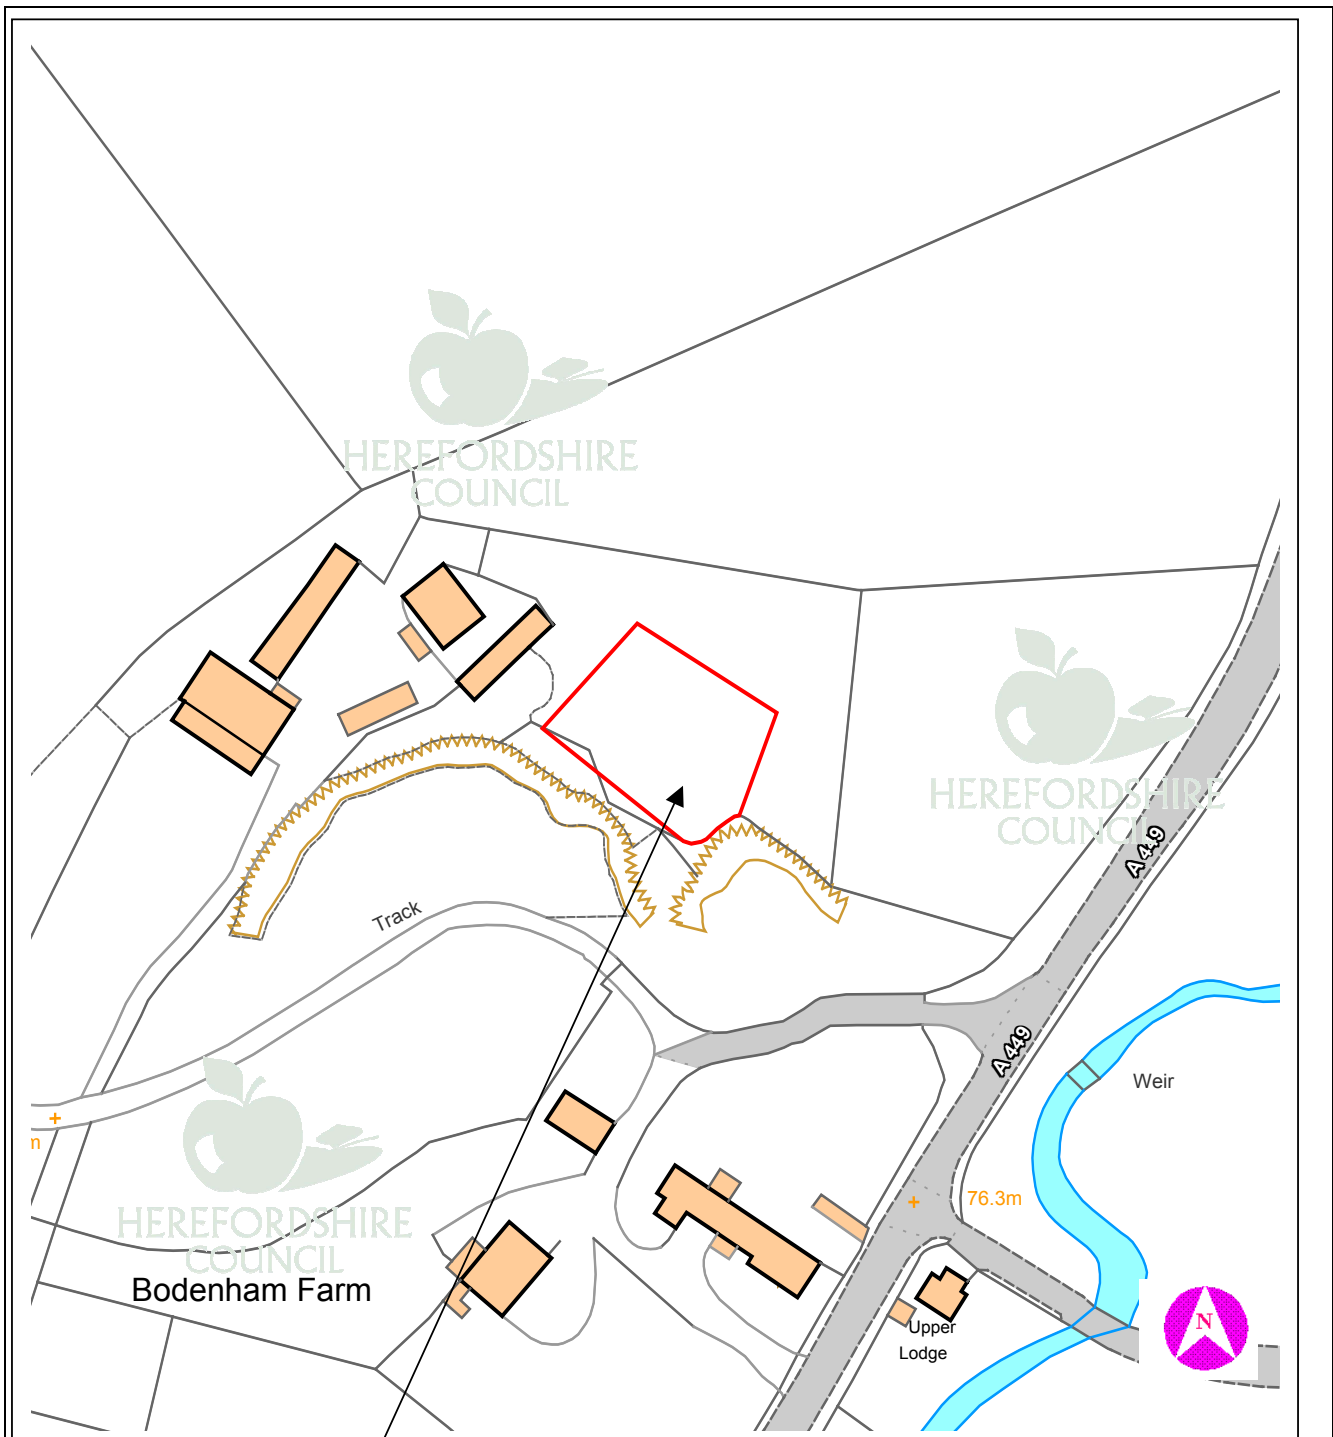 HEREFORDSHIRE
COUNCIL
HEREFORDSHIRE
COUNCIL
A 449
Track
A 449
Weir
m
76.3m
HEREFORDSHIRE
COUNCIL
Bodenham Farm
Upper
Lodge
N